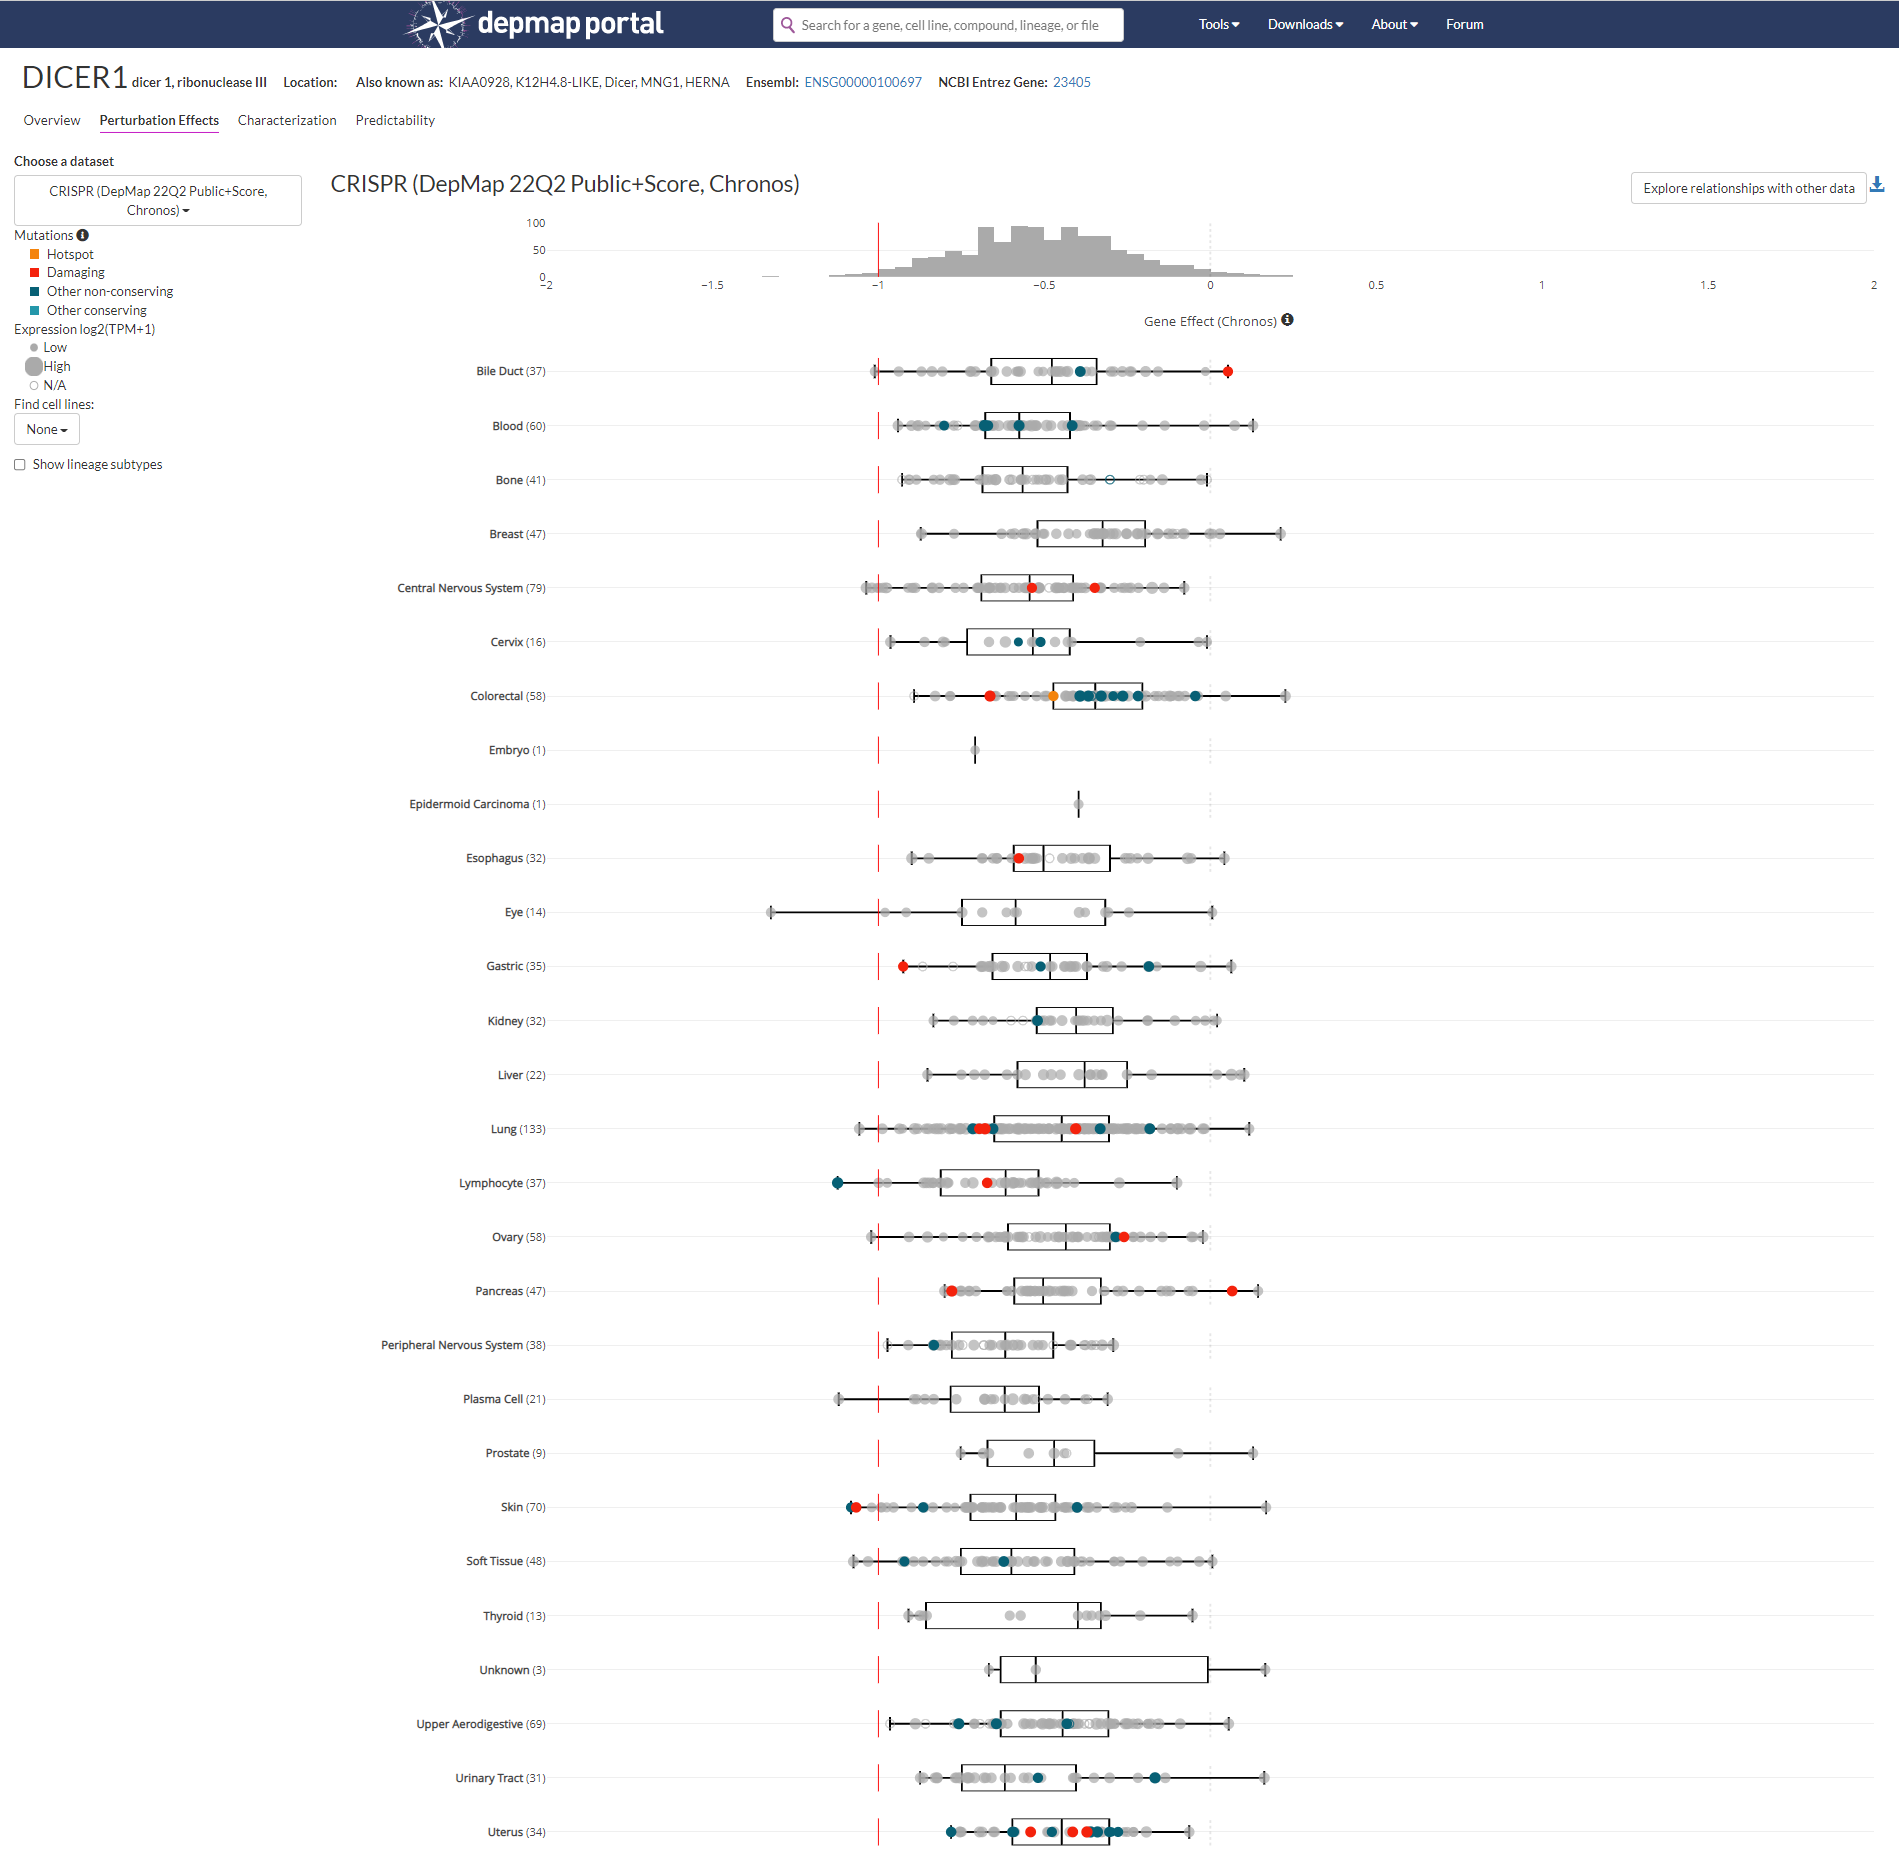 depmap portal
Search for a gene, cell line, compound, lineage, or file
Tools Downloads About Forum
DICER1 dicer 1, ribonuclease III Location: Also known as: KIAA0928, K12H4.8-LIKE, Dicer, MNG1, HERNA Ensembl: ENSG00000100697 NCBI Entrez Gene: 23405
Overview Perturbation Effects Characterization Predictability
Choose a dataset
CRISPR (DepMap 22Q2 Public+Score,
Chronos)
Mutations
Hotspot
Damaging
Other non-conserving
Other conserving
Expression log2(TPM+1)
Low
High
N/A
Find cell lines:
None
Show lineage subtypes
CRISPR (DepMap 22Q2 Public+Score, Chronos)
Explore relationships with other data
100
50
0
−2 −1.5 −1 −0.5 0 0.5 1 1.5 2
Gene Effect (Chronos)
Bile Duct (37)
Blood (60)
Bone (41)
Breast (47)
Central Nervous System (79)
Cervix (16)
Colorectal (58)
Embryo (1)
Epidermoid Carcinoma (1)
Esophagus (32)
Eye (14)
Gastric (35)
Kidney (32)
Liver (22)
Lung (133)
Lymphocyte (37)
Ovary (58)
Pancreas (47)
Peripheral Nervous System (38)
Plasma Cell (21)
Prostate (9)
Skin (70)
Soft Tissue (48)
Thyroid (13)
Unknown (3)
Upper Aerodigestive (69)
Urinary Tract (31)
Uterus (34)